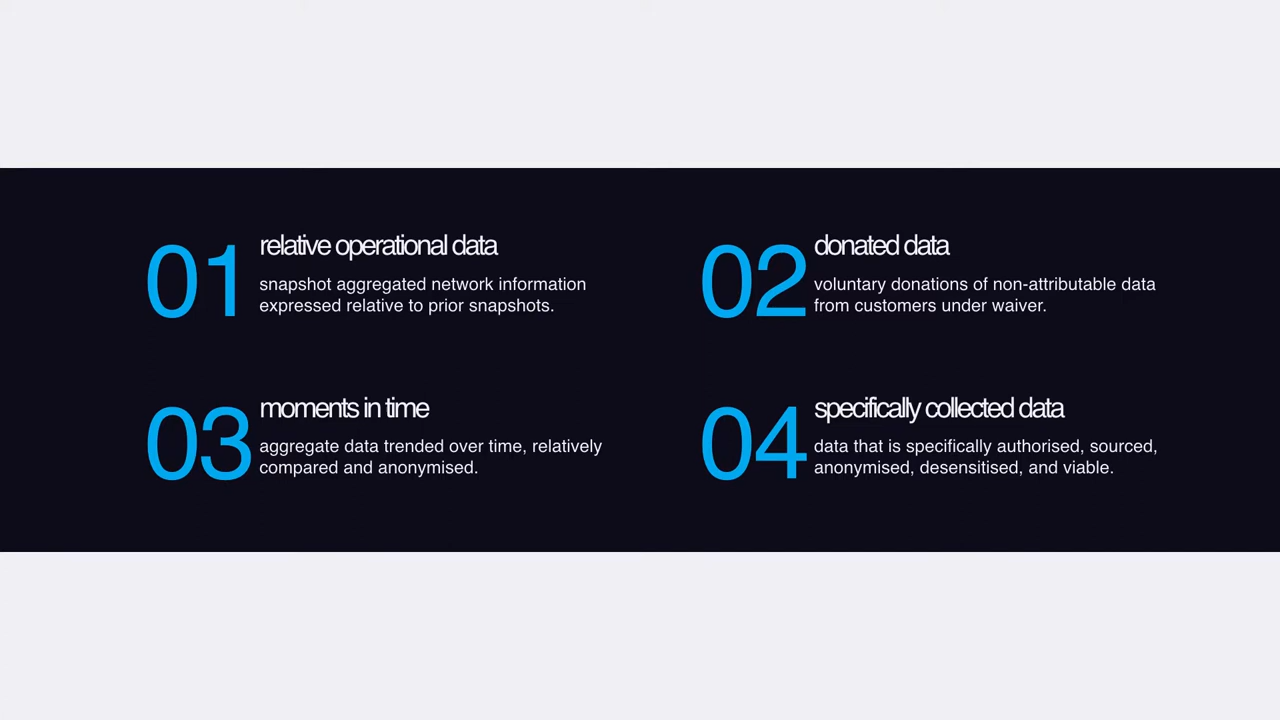 01
relative operational data
snapshot aggregated network information
expressed relative to prior snapshots.
02
donated data
voluntary donations of non-attributable data
from customers under waiver.
03
moments in time
aggregate data trended over time, relatively
compared and anonymised.
04
specifically collected data
data that is specifically authorised, sourced,
anonymised, desensitised, and viable.